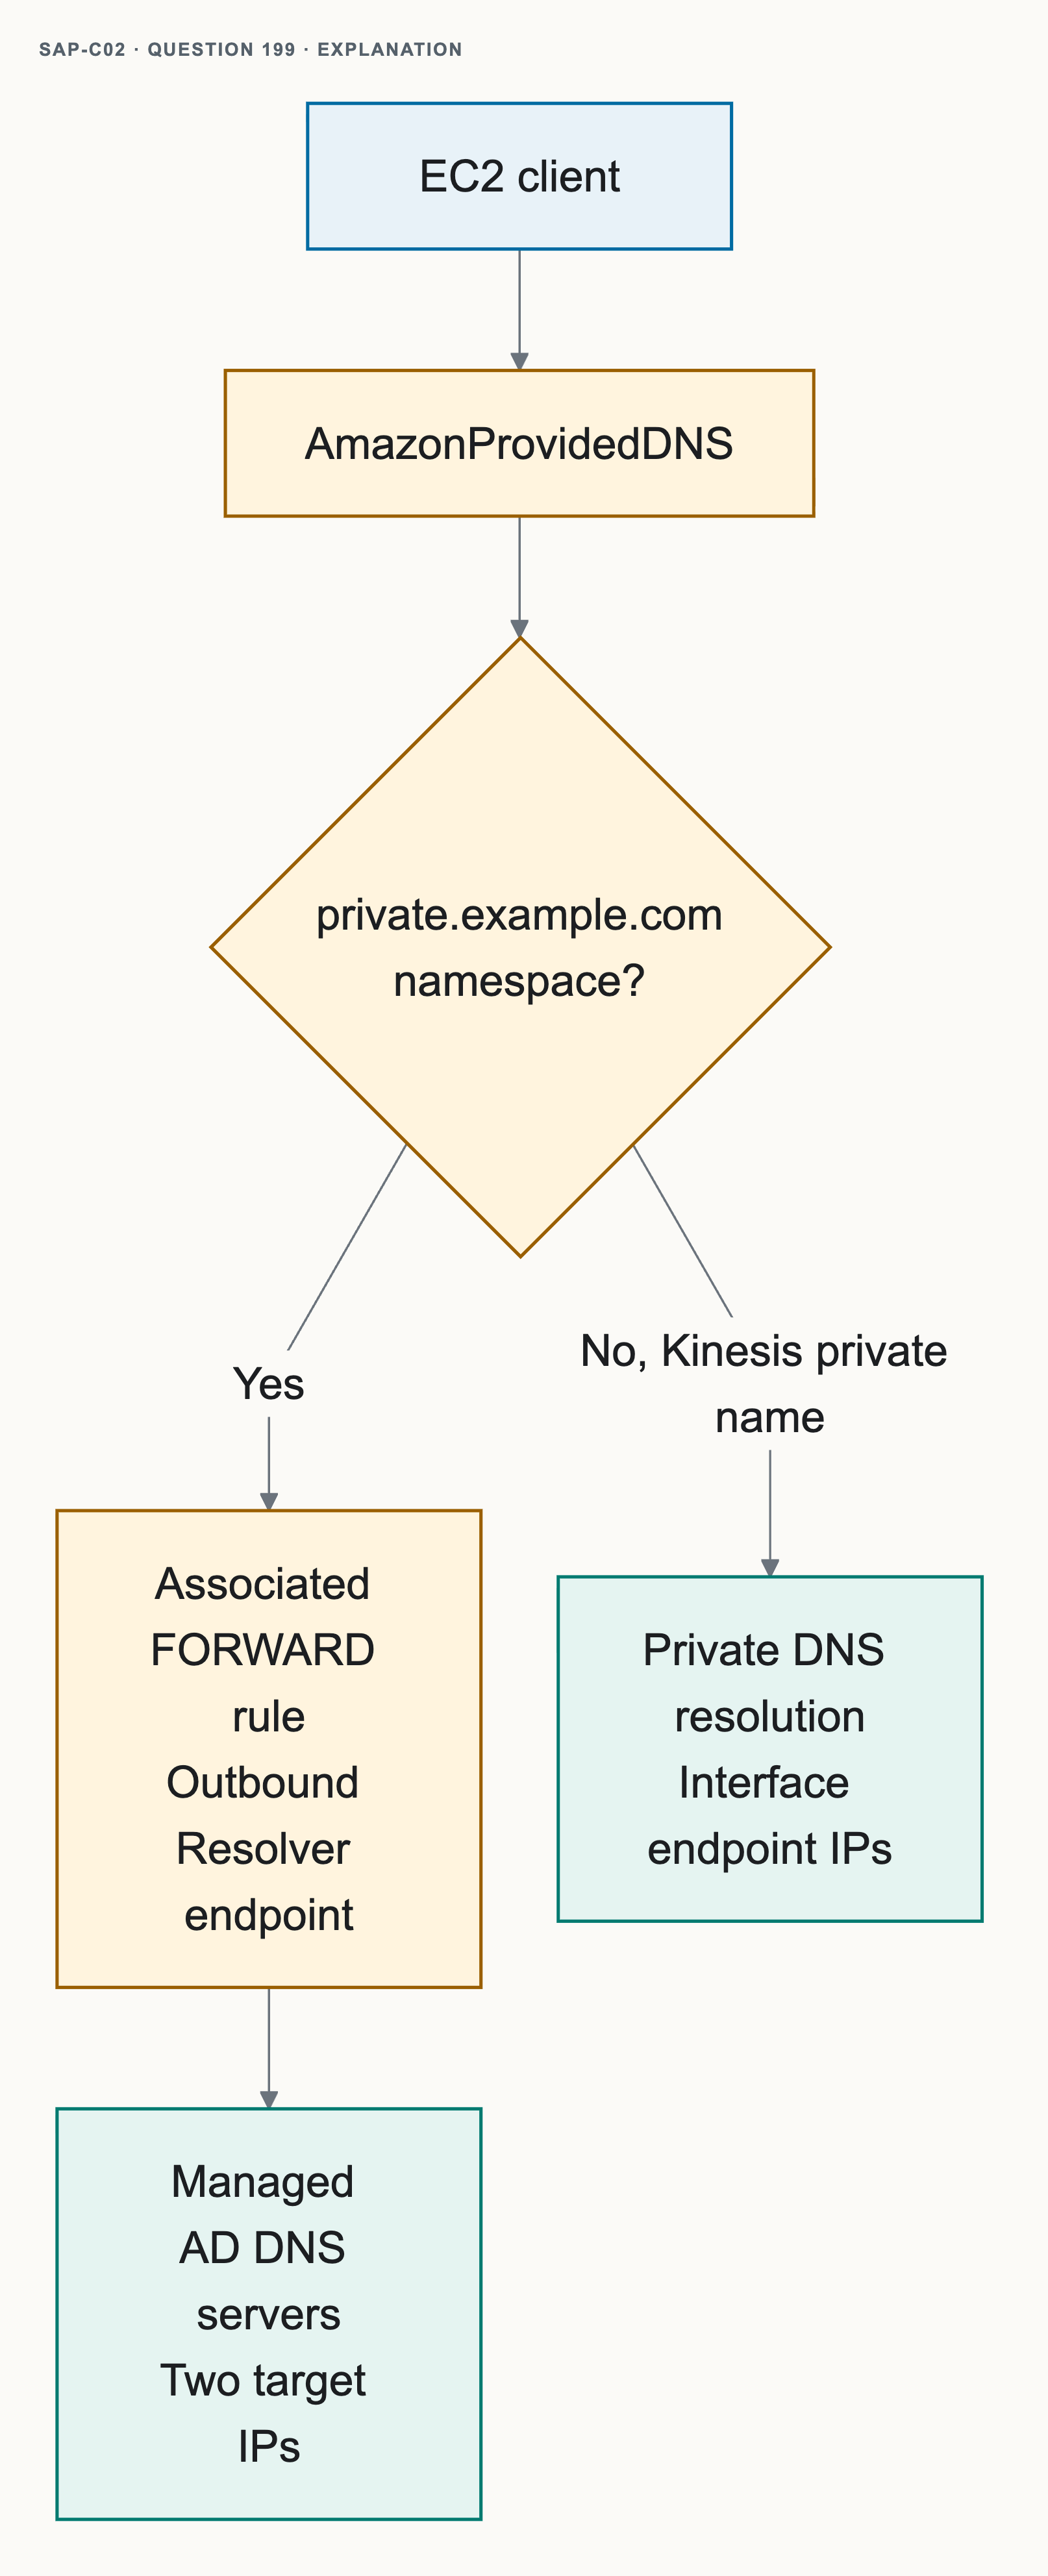 SAP-C02 · QUESTION 199 · EXPLANATION
EC2 client
AmazonProvidedDNS
private.example.com
namespace?
Yes
No, Kinesis private
name
Associated
FORWARD
rule
Outbound
Resolver
endpoint
Private DNS
resolution
Interface
endpoint IPs
Managed
AD DNS
servers
Two target
IPs